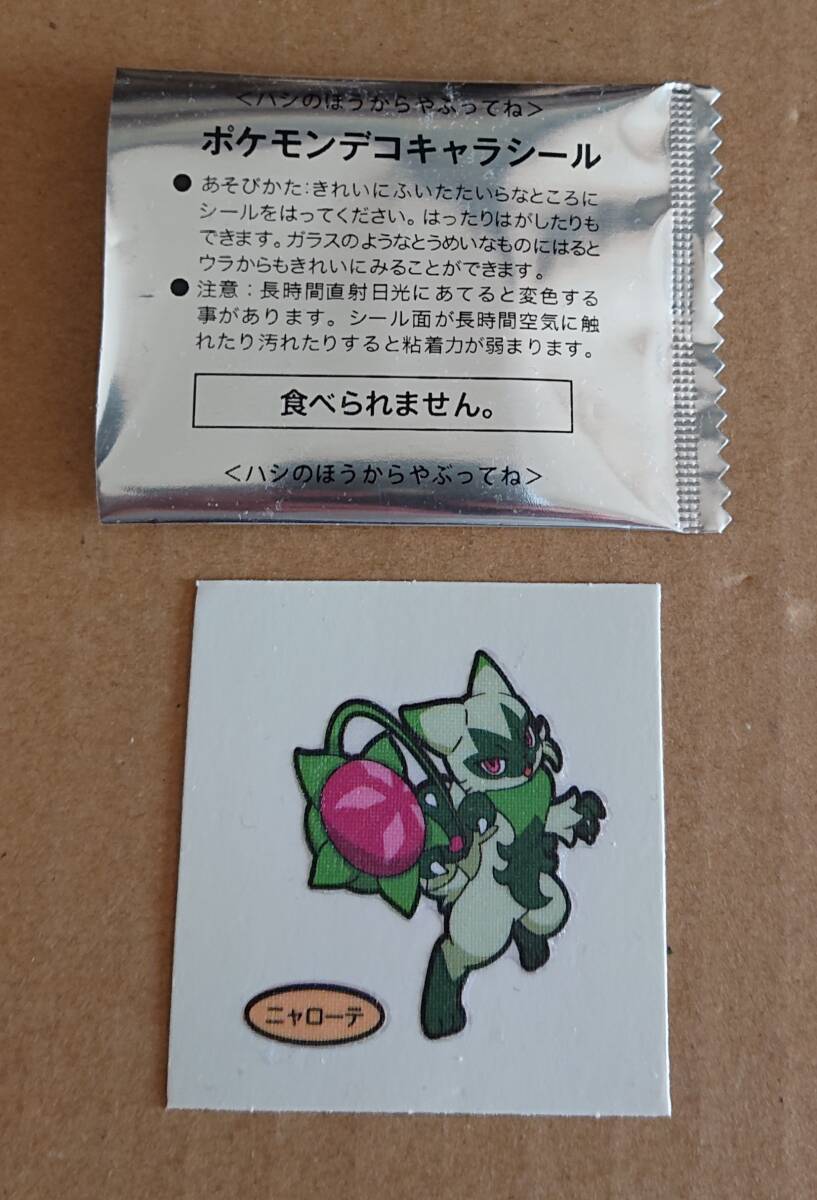 <ハシのほうからやぶってね>
ポケモンデコキャラシール
● あそびかた:きれいにふいたたいらなところに
シールをはってください。はったりはがしたりも
できます。ガラスのようなとうめいなものにはると
ウラからもきれいにみることができます。
● 注意:長時間直射日光にあてると変色する
事があります。シール面が長時間空気に触
れたり汚れたりすると粘着力が弱まります。
食べられません。
<ハシのほうからやぶってね>
ニャローテ